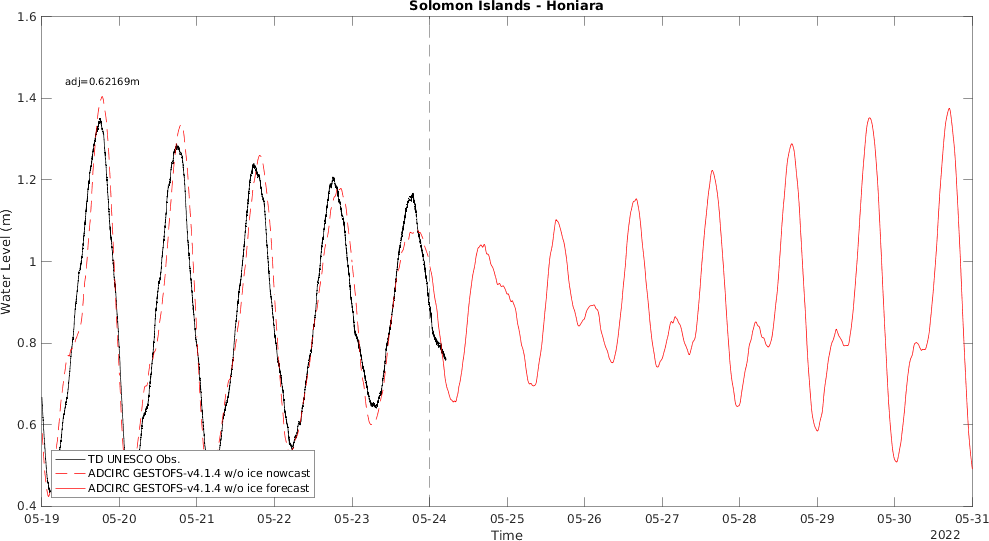 Solomon Islands - Honiara
1.6
1.4
1.2
1
0.8
0.6
0.4
Water Level (m)
adj=0.62169m
TD UNESCO Obs.
ADCIRC GESTOFS-v4.1.4 w/o ice nowcast
ADCIRC GESTOFS-v4.1.4 w/o ice forecast
05-19 05-20 05-21 05-22 05-23 05-24 05-25 05-26 05-27 05-28 05-29 05-30 05-31
Time
2022